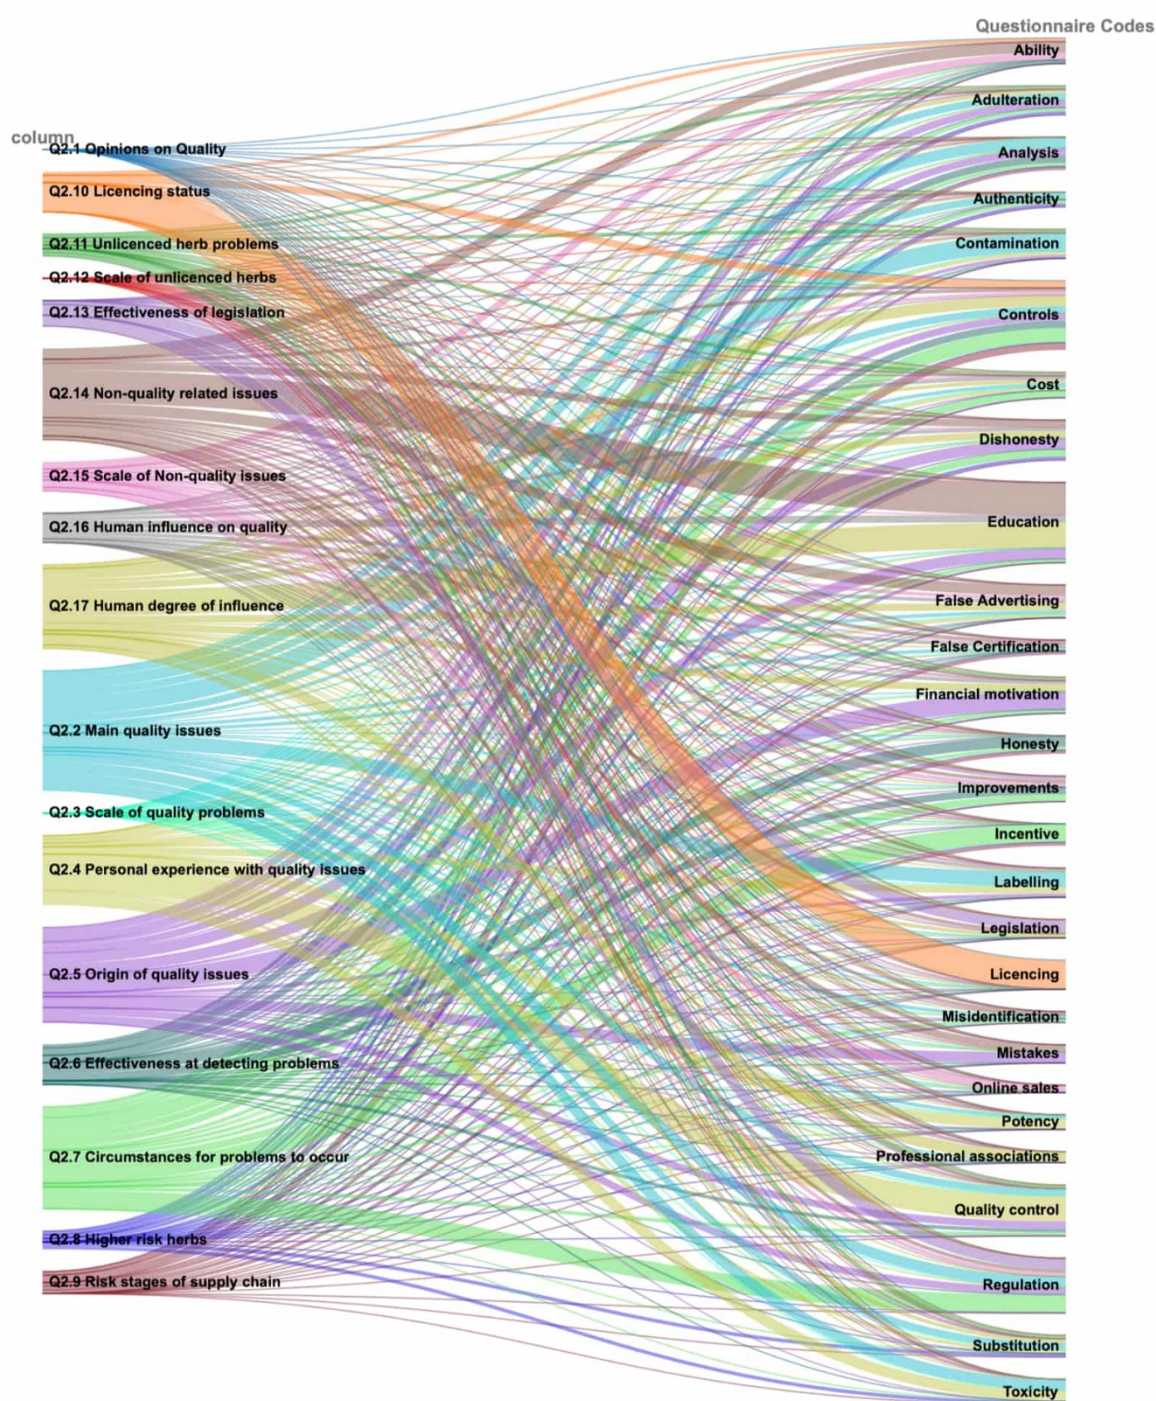 Questionnaire Codes
column
Q2.1 Opinions on Quality
Q2.10 Licencing status
Q2.11 Unlicenced herb problems
Q2.12 Scale of unlicenced herbs
Q2.13 Effectiveness of legislation
Q2.14 Non-quality related issues
Q2.15 Scale of Non-quality issues
Q2.16 Human influence on quality
Q2.17 Human degree of influence
Q2.2 Main quality issues
Q2.3 Scale of quality problems
Q2.4 Personal experience with quality issues
Q2.5 Origin of quality issues
Q2.6 Effectiveness at detecting problems
Q2.7 Circumstances for problems to occur
Q2.8 Higher risk herbs
Q2.9 Risk stages of supply chain
Ability
Adulteration
Analysis
Authenticity
Contamination
Controls
Cost
Dishonesty
Education
False Advertising
False Certification
Financial motivation
Honesty
Improvements
Incentive
Labelling
Legislation
Licencing
Misidentification
Mistakes
Online sales
Potency
Professional associations
Quality control
Regulation
Substitution
Toxicity